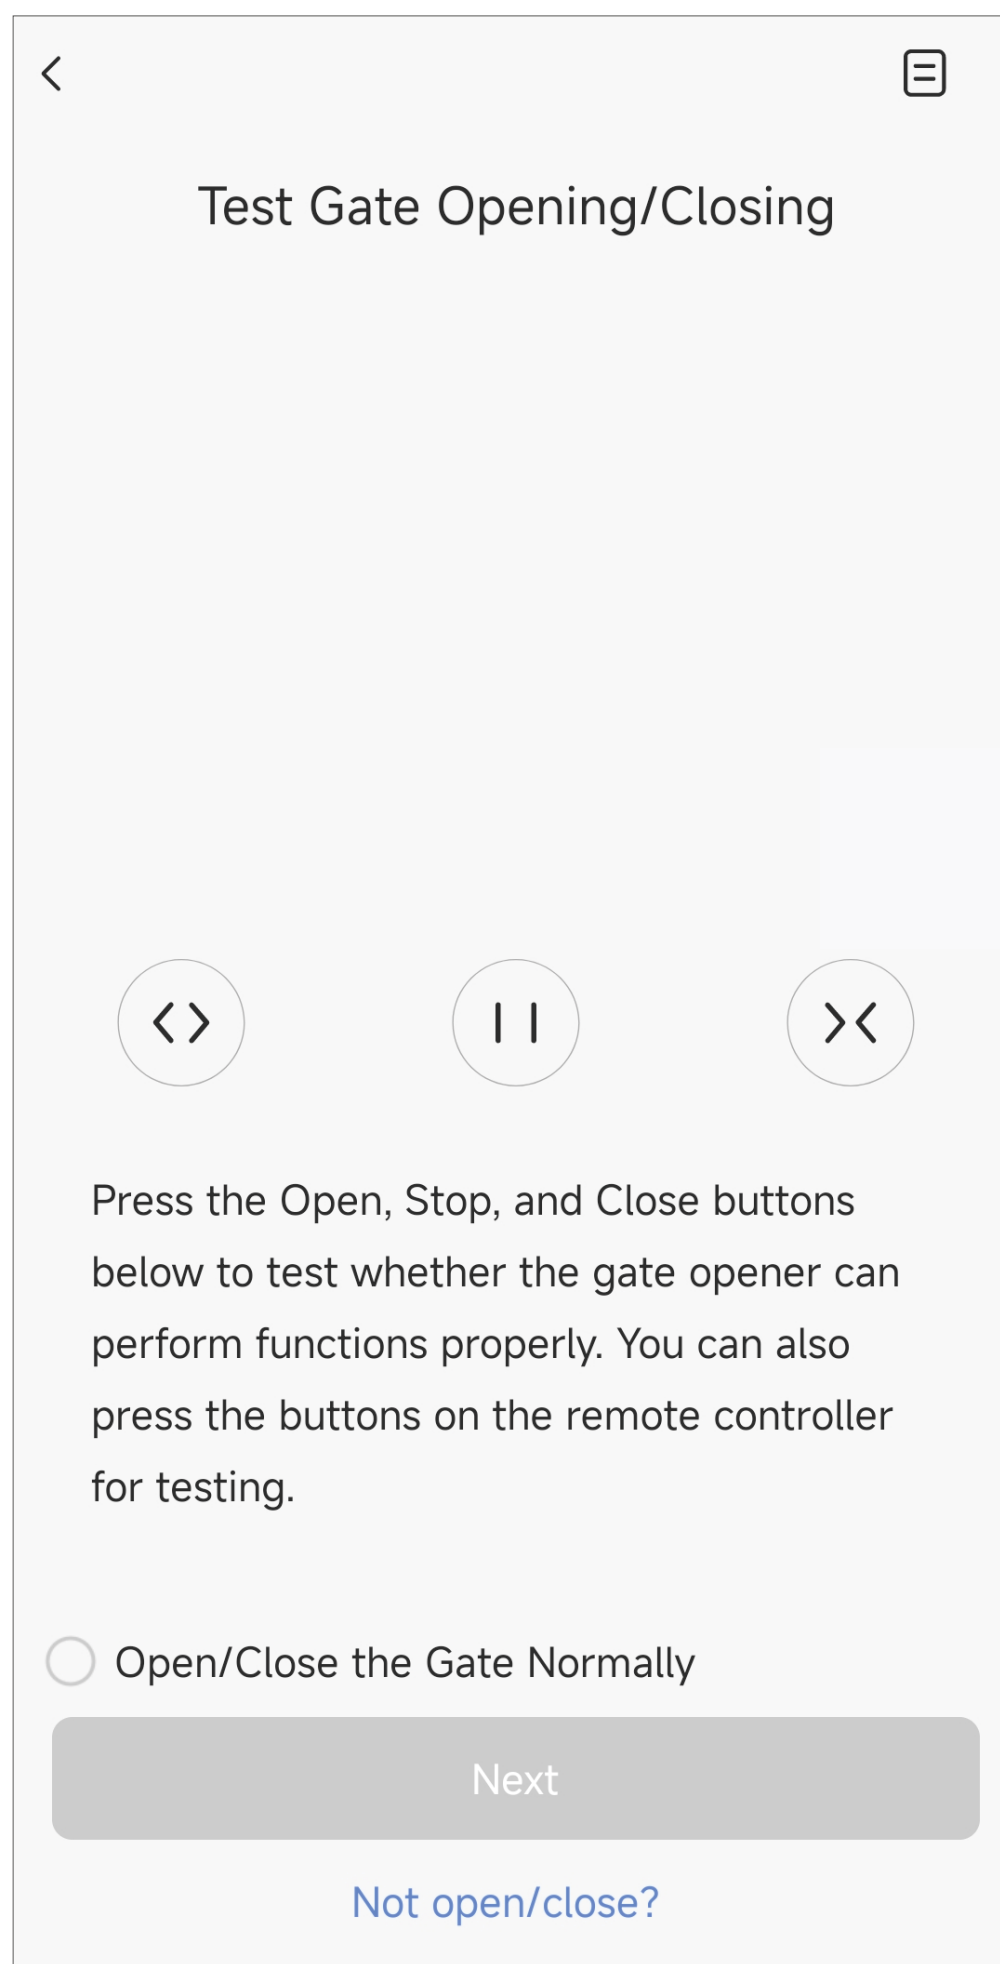 Test Gate Opening/Closing
Press the Open, Stop, and Close buttons
below to test whether the gate opener can
perform functions properly. You can also
press the buttons on the remote controller
for testing.
Open/Close the Gate Normally
Next
Not open/close?